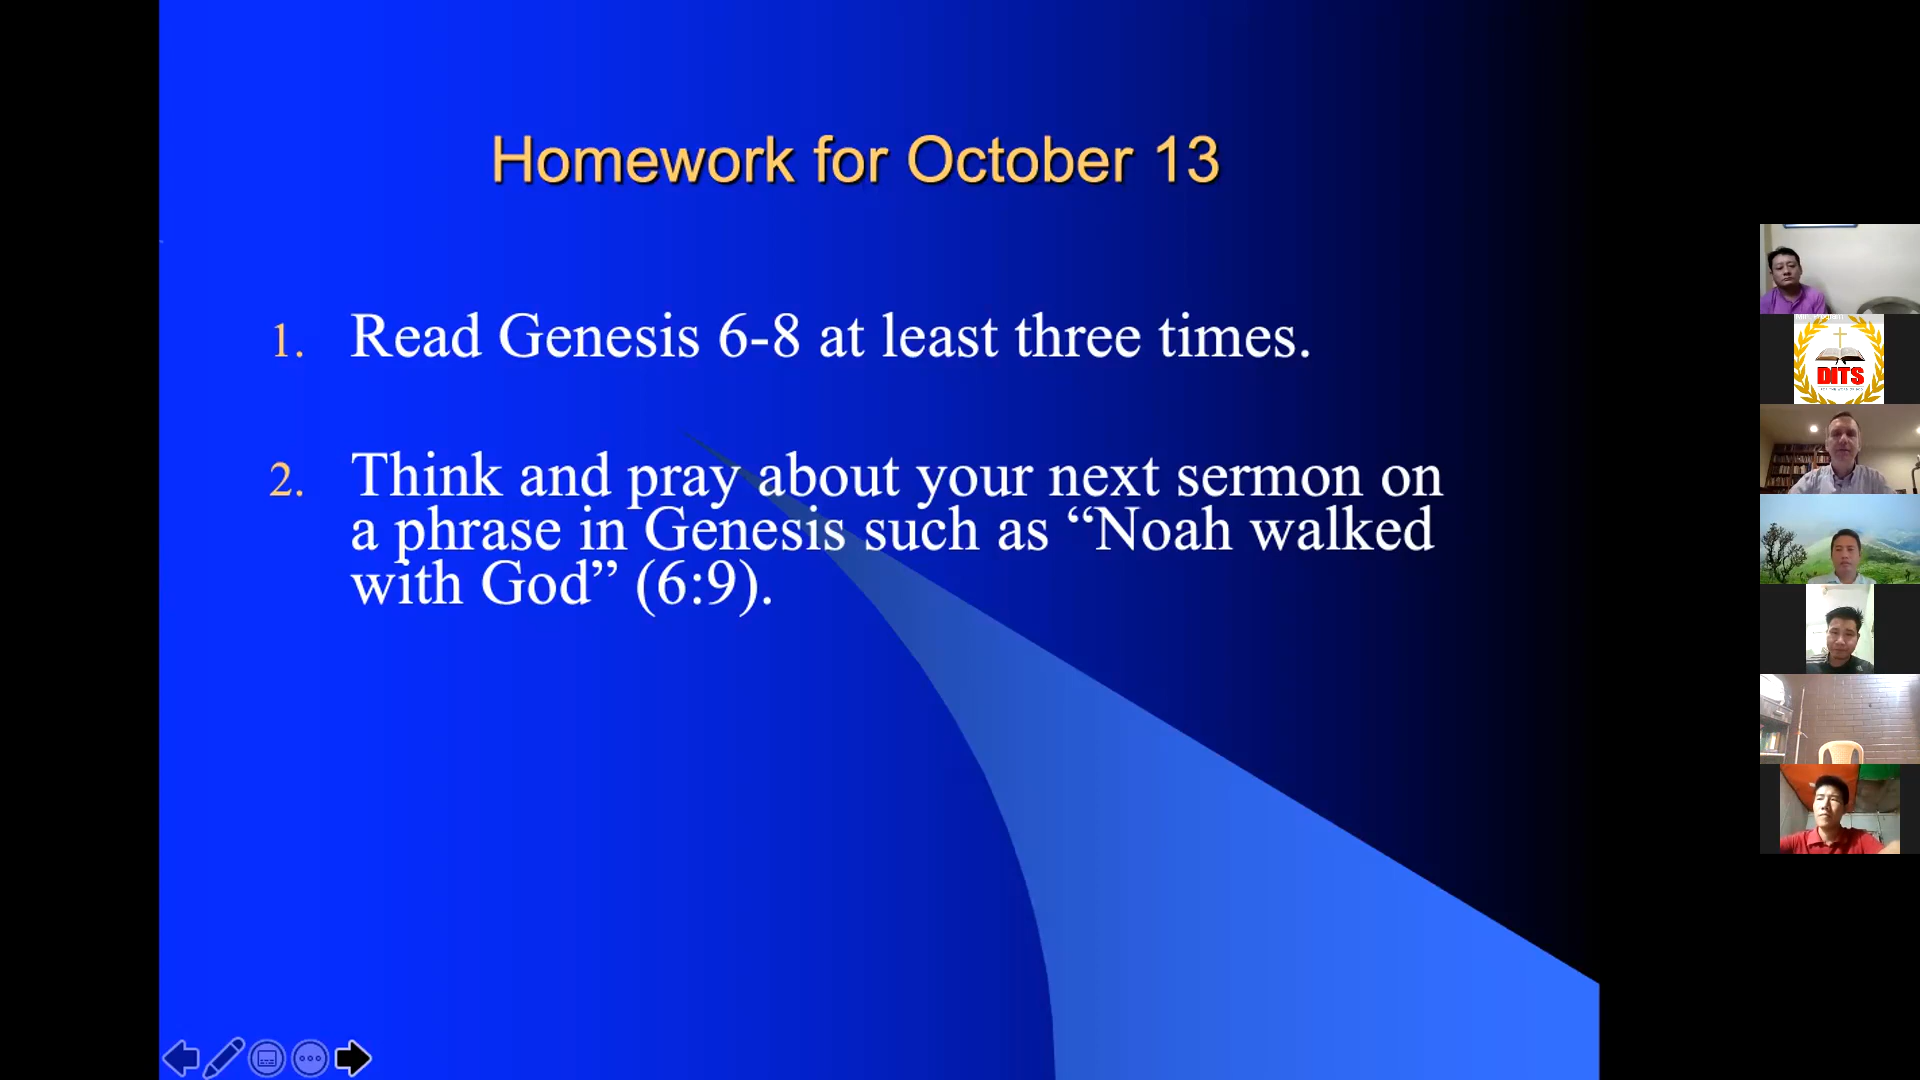 Homework for October 13
1. Read Genesis 6-8 at least three times.
2. Think and pray about your next sermon on
a phrase in Genesis such as “Noah walked
with God” (6:9).
DITS